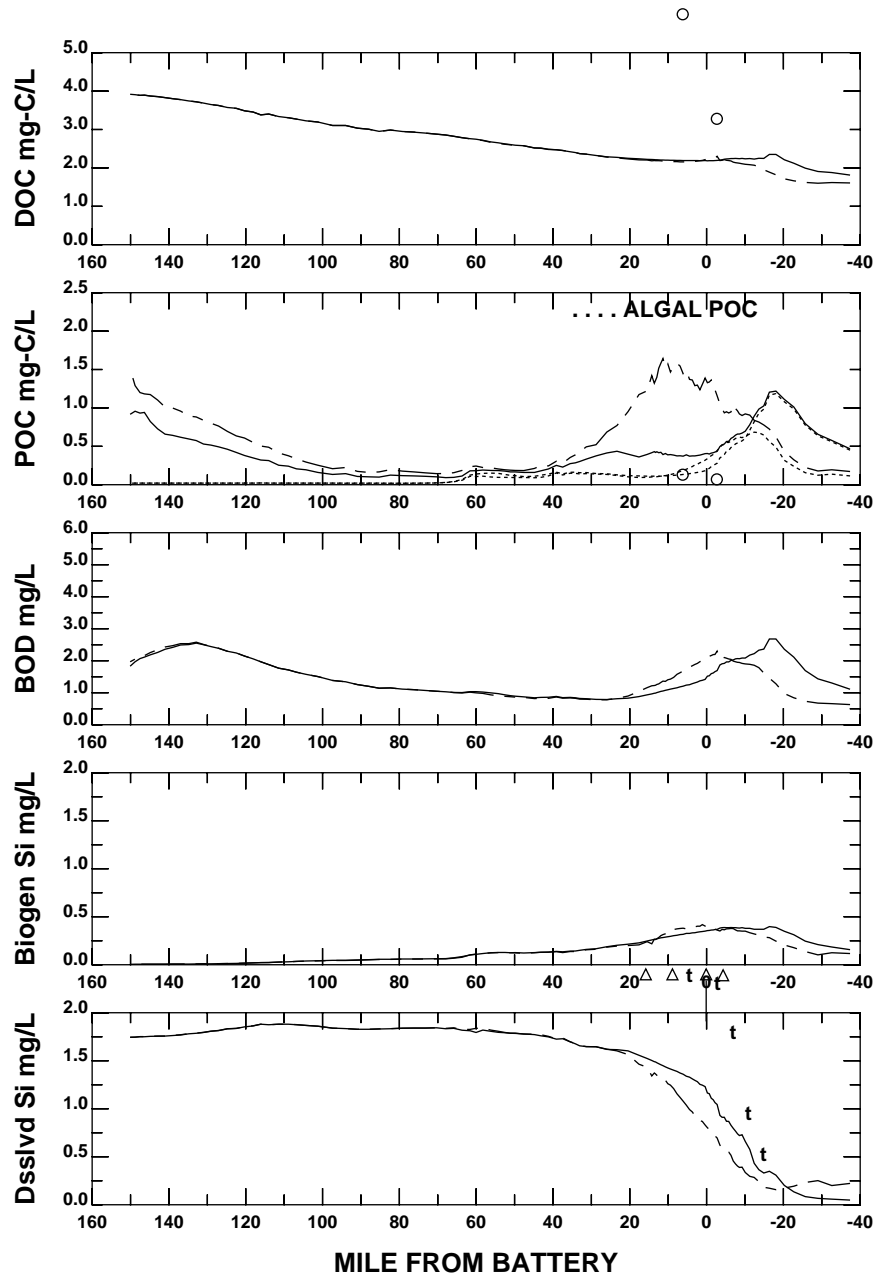 DOC mg-C/L
5.0
4.0
3.0
2.0
1.0
0.0
160 140 120 100 80 60 40 20 0 -20 -40
POC mg-C/L
. . . . ALGAL POC
2.5
2.0
1.5
1.0
0.5
0.0
160 140 120 100 80 60 40 20 0 -20 -40
BOD mg/L
6.0
5.0
4.0
3.0
2.0
1.0
0.0
160 140 120 100 80 60 40 20 0 -20 -40
Biogen Si mg/L
2.0
1.5
1.0
0.5
0.0
160 140 120 100 80 60 40 20 t 0 t -20 -40
Dsslvd Si mg/L
2.0
1.5
1.0
0.5
0.0
t
t
t
160 140 120 100 80 60 40 20 0 -20 -40
MILE FROM BATTERY